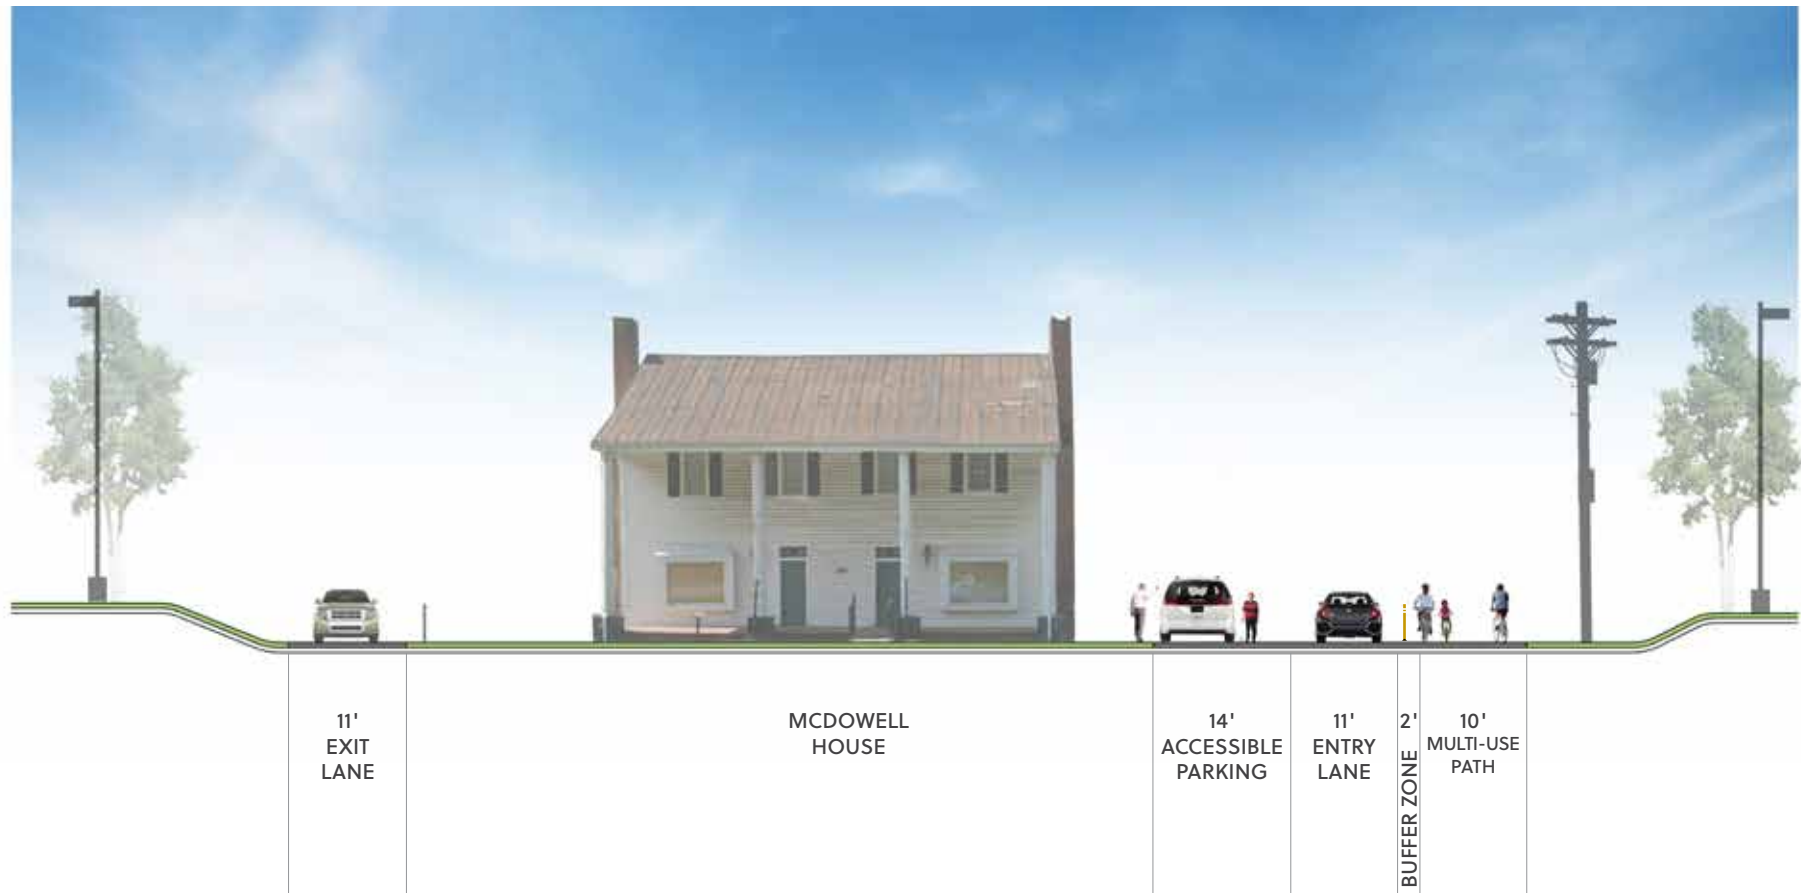 11'
EXIT
LANE
MCDOWELL
HOUSE
14'
ACCESSIBLE
PARKING
11'
ENTRY
LANE
2'
BUFFER ZONE
10'
MULTI-USE
PATH